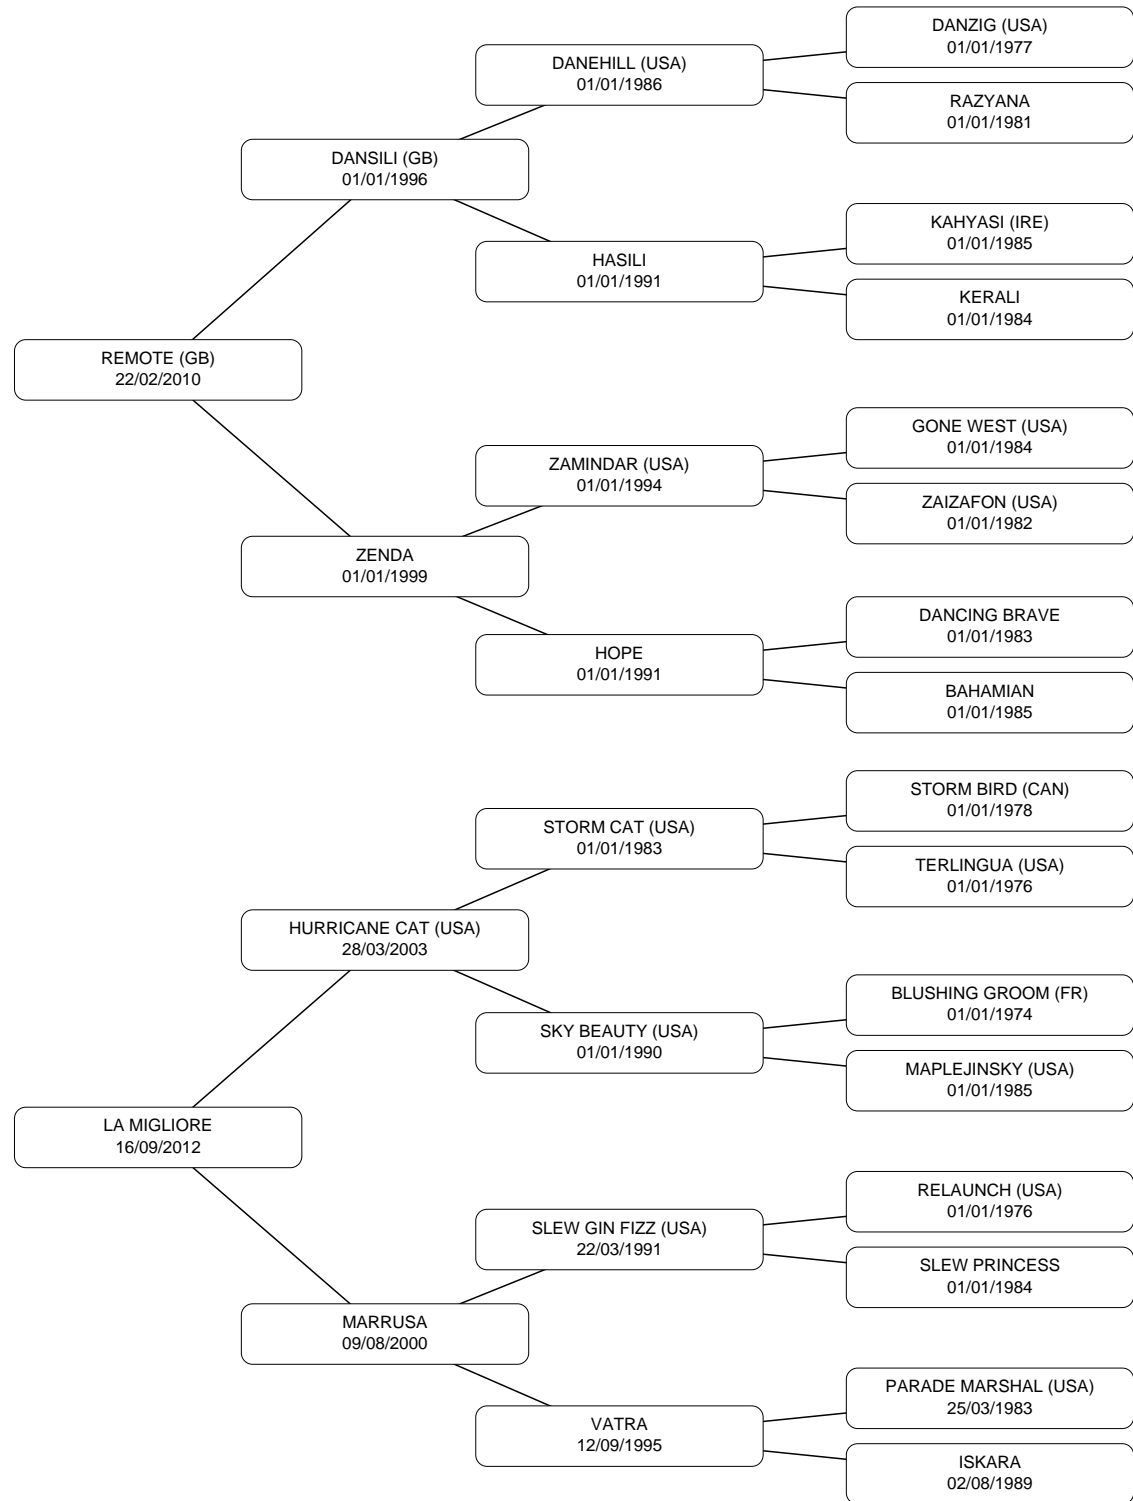 DANZIG (USA)
01/01/1977
DANEHILL (USA)
01/01/1986
RAZYANA
01/01/1981
DANSILI (GB)
01/01/1996
KAHYASI (IRE)
01/01/1985
HASILI
01/01/1991
KERALI
01/01/1984
REMOTE (GB)
22/02/2010
GONE WEST (USA)
01/01/1984
ZAMINDAR (USA)
01/01/1994
ZAIZAFON (USA)
01/01/1982
ZENDA
01/01/1999
DANCING BRAVE
01/01/1983
HOPE
01/01/1991
BAHAMIAN
01/01/1985
STORM BIRD (CAN)
01/01/1978
STORM CAT (USA)
01/01/1983
TERLINGUA (USA)
01/01/1976
HURRICANE CAT (USA)
28/03/2003
BLUSHING GROOM (FR)
01/01/1974
SKY BEAUTY (USA)
01/01/1990
MAPLEJINSKY (USA)
01/01/1985
LA MIGLIORE
16/09/2012
RELAUNCH (USA)
01/01/1976
SLEW GIN FIZZ (USA)
22/03/1991
SLEW PRINCESS
01/01/1984
MARRUSA
09/08/2000
PARADE MARSHAL (USA)
25/03/1983
VATRA
12/09/1995
ISKARA
02/08/1989